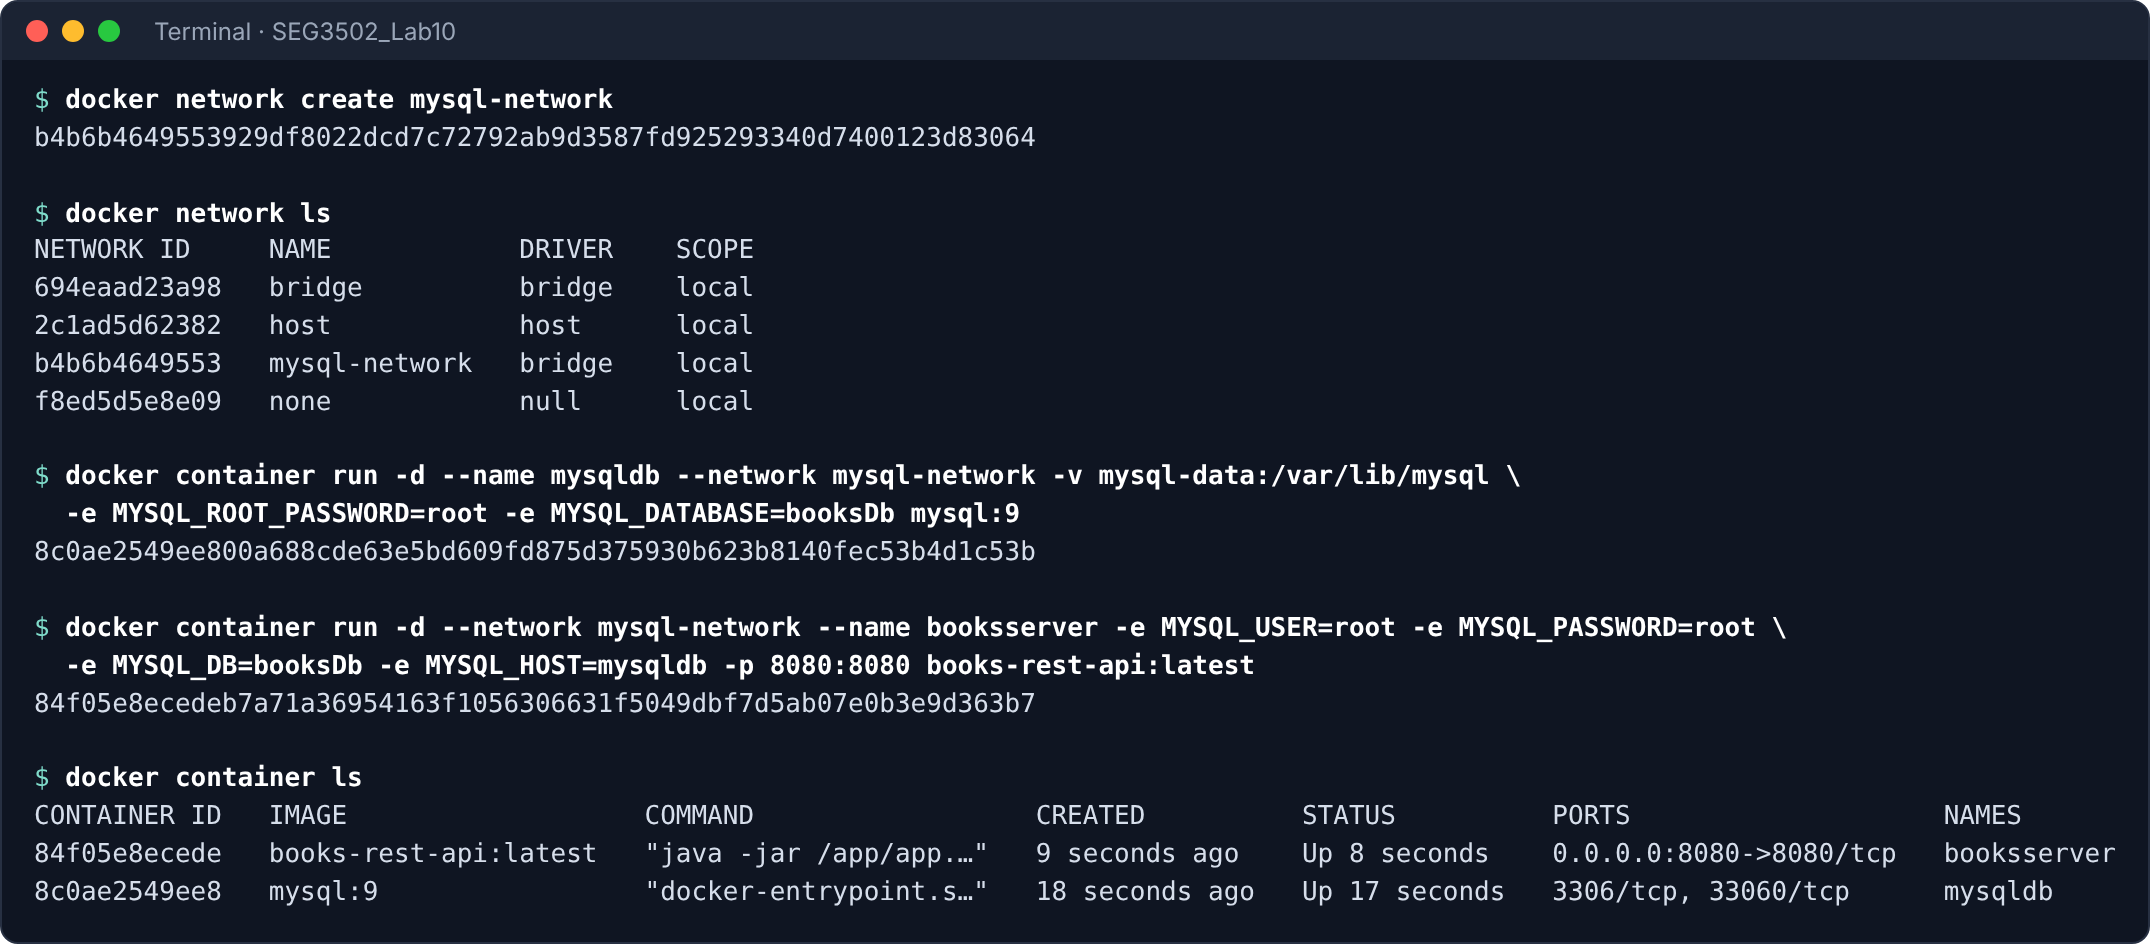 Terminal · SEG3502_Lab10
$ docker network create mysql-network
b4b6b4649553929df8022dcd7c72792ab9d3587fd925293340d7400123d83064
$ docker network ls
NETWORK ID     NAME            DRIVER    SCOPE
694eaad23a98   bridge          bridge    local
2c1ad5d62382   host            host      local
b4b6b4649553   mysql-network   bridge    local
f8ed5d5e8e09   none            null      local
$ docker container run -d --name mysqldb --network mysql-network -v mysql-data:/var/lib/mysql \
  -e MYSQL_ROOT_PASSWORD=root -e MYSQL_DATABASE=booksDb mysql:9
8c0ae2549ee800a688cde63e5bd609fd875d375930b623b8140fec53b4d1c53b
$ docker container run -d --network mysql-network --name booksserver -e MYSQL_USER=root -e MYSQL_PASSWORD=root \
  -e MYSQL_DB=booksDb -e MYSQL_HOST=mysqldb -p 8080:8080 books-rest-api:latest
84f05e8ecedeb7a71a36954163f1056306631f5049dbf7d5ab07e0b3e9d363b7
$ docker container ls
CONTAINER ID   IMAGE                   COMMAND                  CREATED          STATUS          PORTS                    NAMES
84f05e8ecede   books-rest-api:latest   "java -jar /app/app.…"   9 seconds ago    Up 8 seconds    0.0.0.0:8080->8080/tcp   booksserver
8c0ae2549ee8   mysql:9                 "docker-entrypoint.s…"   18 seconds ago   Up 17 seconds   3306/tcp, 33060/tcp      mysqldb